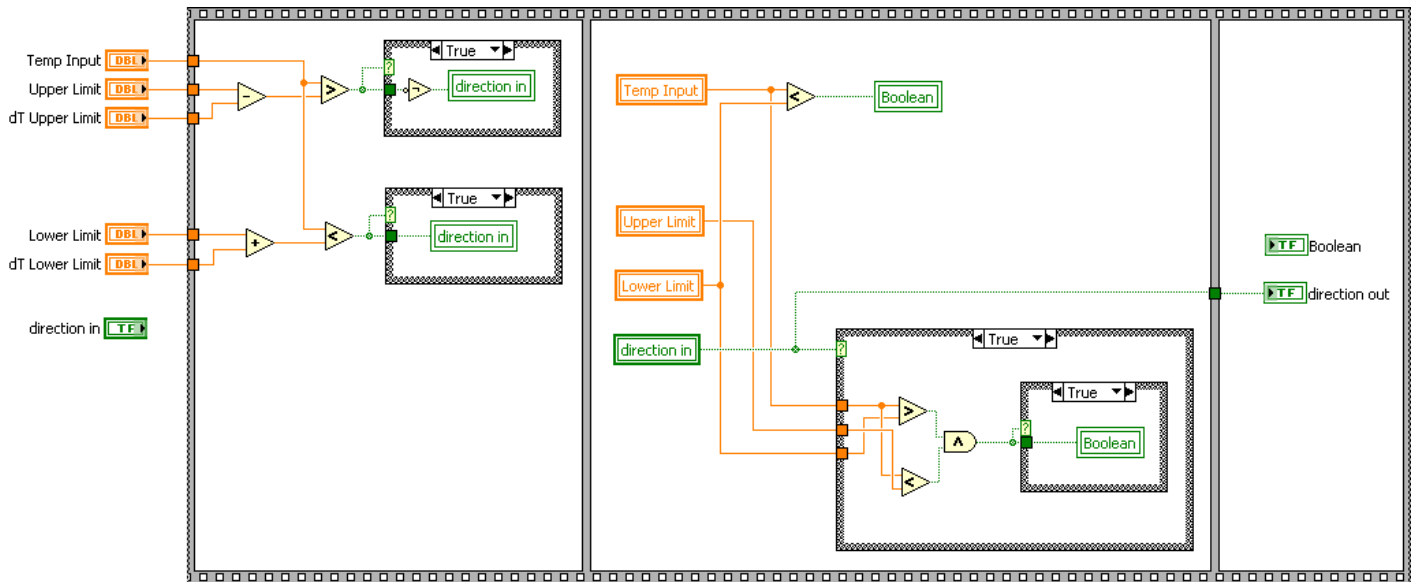 Temp Input DBL
Upper Limit DBL
dT Upper Limit DBL
Lower Limit DBL
dT Lower Limit DBL
direction in TF
True
?
direction in
True
?
direction in
Temp Input
Boolean
Upper Limit
Lower Limit
direction in
True
?
True
?
Boolean
TF Boolean
TF direction out